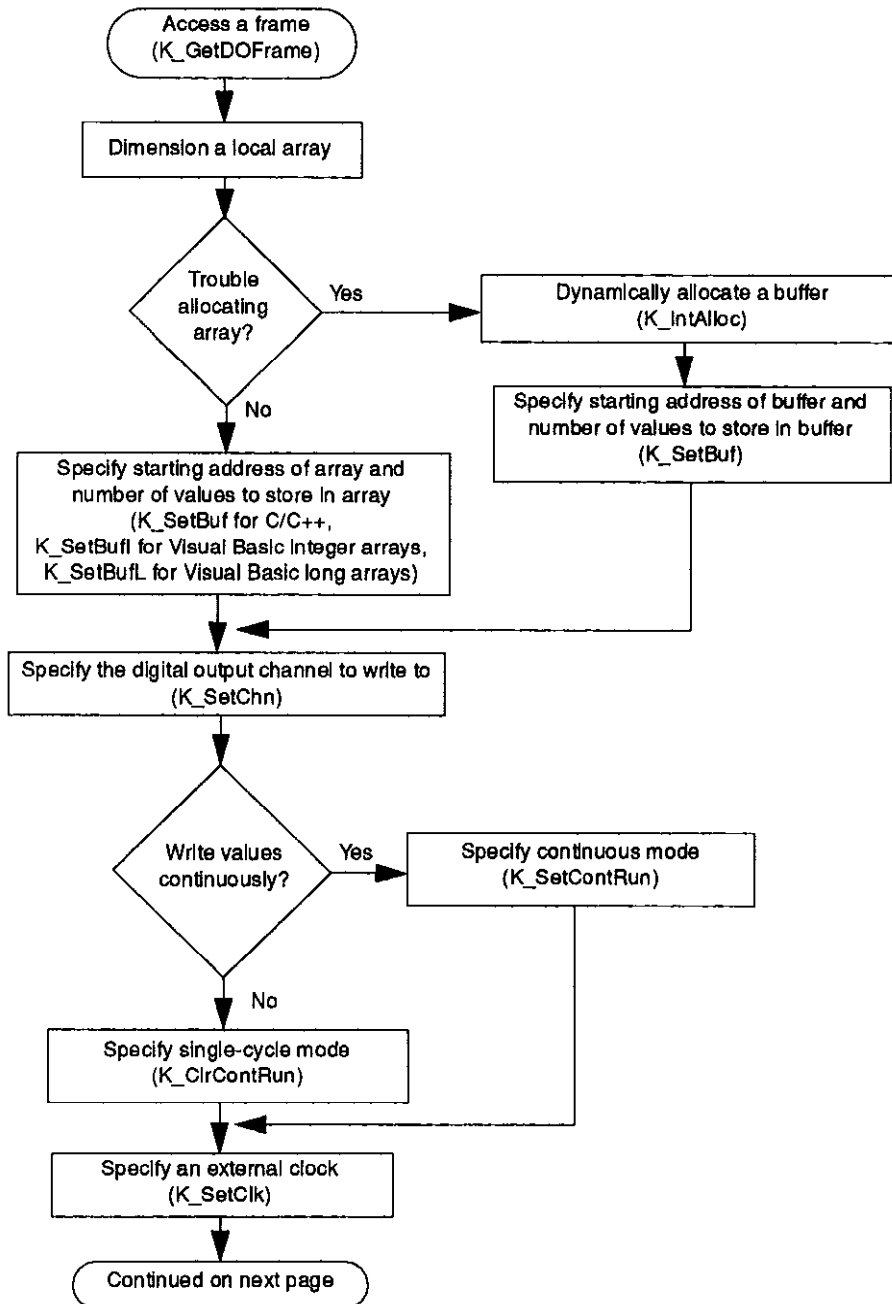 Access a frame
(K_GetDOFrame)
Dimension a local array
Trouble
allocating
array?
Yes
Dynamically allocate a buffer
(K_IntAlloc)
Specify starting address of buffer and
number of values to store in buffer
(K_SetBuf)
No
Specify starting address of array and
number of values to store in array
(K_SetBuf for C/C++,
K_SetBufI for Visual Basic integer arrays,
K_SetBufL for Visual Basic long arrays)
Specify the digital output channel to write to
(K_SetChn)
Write values
continuously?
Yes
Specify continuous mode
(K_SetContRun)
No
Specify single-cycle mode
(K_ClrContRun)
Specify an external clock
(K_SetClk)
Continued on next page